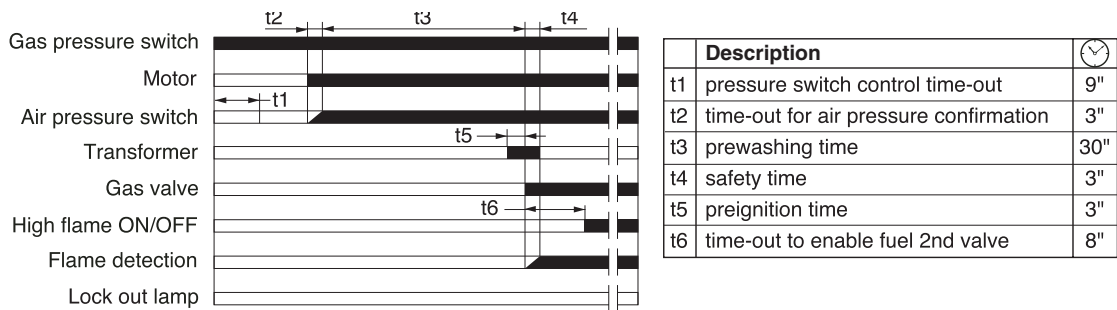 t2 t3 t4
Gas pressure switch
Motor
t1
Air pressure switch
t5
Transformer
Gas valve
t6
High flame ON/OFF
Flame detection
Lock out lamp
Description
t1 pressure switch control time-out 9"
t2 time-out for air pressure confirmation 3"
t3 prewashing time 30"
t4 safety time 3"
t5 preignition time 3"
t6 time-out to enable fuel 2nd valve 8"